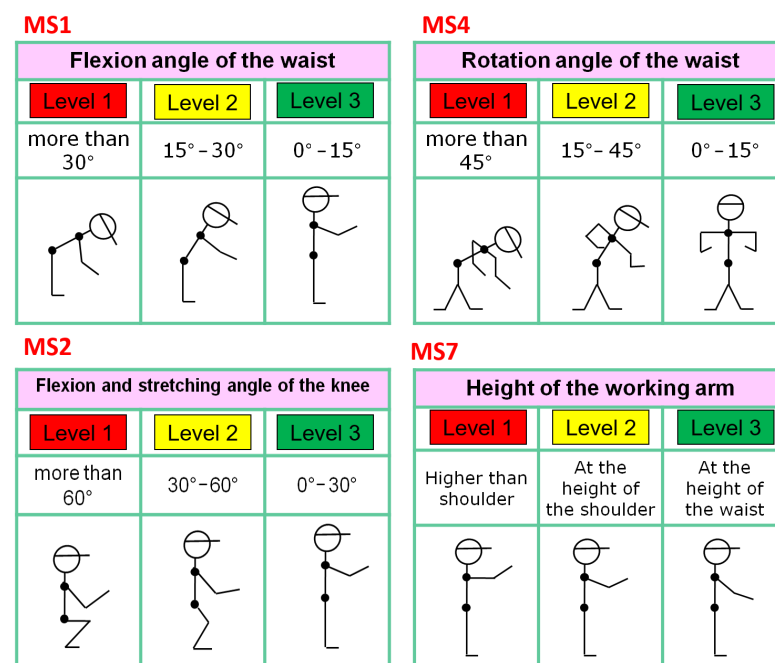 MS1
Flexion angle of the waist
Level 1
Level 2
Level 3
more than
30°
15°–30°
0°–15°
MS4
Rotation angle of the waist
Level 1
Level 2
Level 3
more than
45°
15°–45°
0°–15°
MS2
Flexion and stretching angle of the knee
Level 1
Level 2
Level 3
more than
60°
30°–60°
0°–30°
MS7
Height of the working arm
Level 1
Level 2
Level 3
Higher than
shoulder
At the
height of
the shoulder
At the
height of
the waist